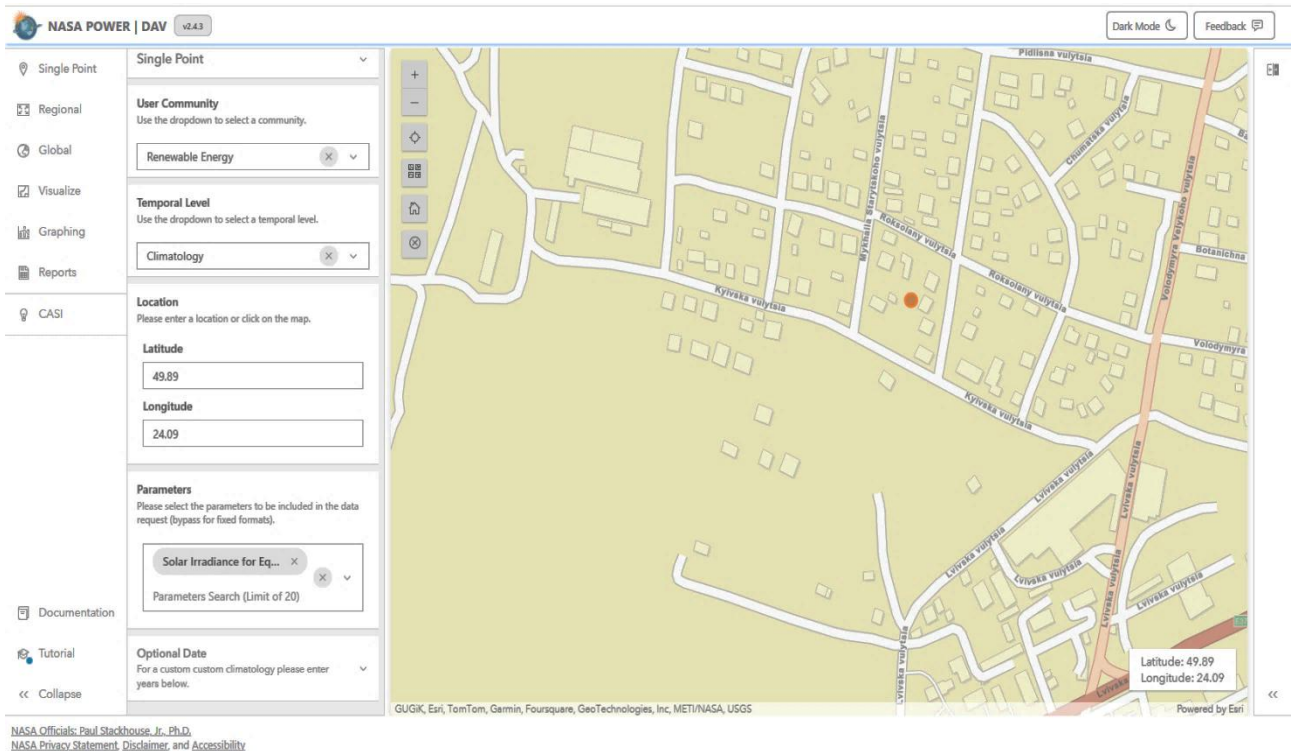 NASA POWER | DAV v2.4.3
Dark Mode
Feedback
Single Point
Regional
Global
Visualize
Graphing
Reports
CASI
Documentation
Tutorial
Collapse
Single Point
User Community
Use the dropdown to select a community.
Renewable Energy
Temporal Level
Use the dropdown to select a temporal level.
Climatology
Location
Please enter a location or click on the map.
Latitude
49.89
Longitude
24.09
Parameters
Please select the parameters to be included in the data
request (bypass for fixed formats).
Solar Irradiance for Eq...
Parameters Search (Limit of 20)
Optional Date
For a custom custom climatology please enter
years below.
Pidlisna vulytsia
Chumatska vulytsia
Mykhaila Starytskoho vulytsia
Volodymyra Velykoho vulytsia
Roksolany vulytsia
Roksolany vulytsia
Botanichna
Kyivska vulytsia
Volodymyra
Kyivska vulytsia
Lvivska vulytsia
Lvivska vulytsia
Lvivska vulytsia
Lvivska vulytsia
Lvivska vulytsia
Lvivska vulytsia
Lvivska vulytsia
Latitude: 49.89
Longitude: 24.09
GUGiK, Esri, TomTom, Garmin, Foursquare, GeoTechnologies, Inc, METI/NASA, USGS
Powered by Esri
NASA Officials: Paul Stackhouse, Jr., Ph.D.
NASA Privacy Statement, Disclaimer, and Accessibility